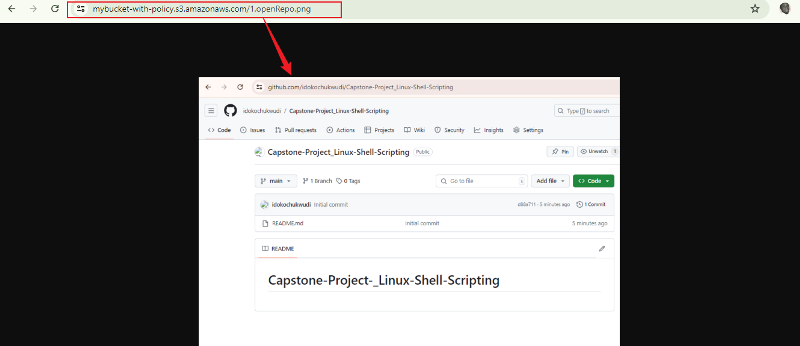 mybucket-with-policy.s3.amazonaws.com/1.openRepo.png
github.com/idokochukwudi/Capstone-Project_Linux-Shell-Scripting
idokochukwudi / Capstone-Project_Linux-Shell-Scripting
Type / to search
Code Issues Pull requests Actions Projects Wiki Security Insights Settings
Capstone-Project_Linux-Shell-Scripting Public Pin Unwatch 1
main 1 Branch 0 Tags Go to file t Add file Code
idokochukwudi Initial commit 5 minutes ago 1 Commit
README.md Initial commit 5 minutes ago
README
Capstone-Project-_Linux-Shell-Scripting